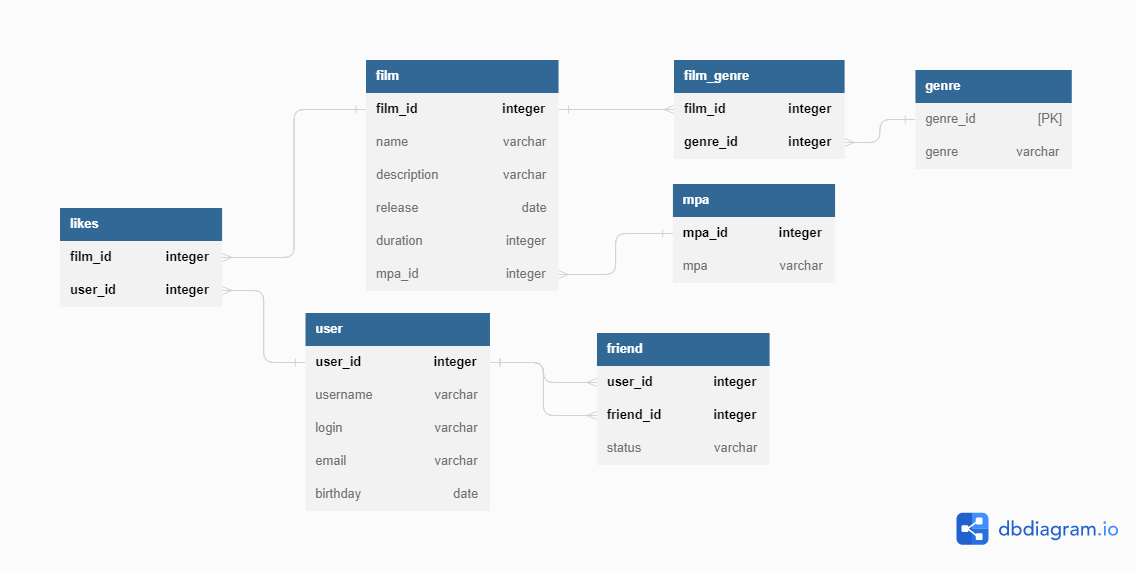 film
film_id integer
name varchar
description varchar
release date
duration integer
mpa_id integer
film_genre
film_id integer
genre_id integer
genre
genre_id [PK]
genre varchar
mpa
mpa_id integer
mpa varchar
likes
film_id integer
user_id integer
user
user_id integer
username varchar
login varchar
email varchar
birthday date
friend
user_id integer
friend_id integer
status varchar
dbdiagram.io